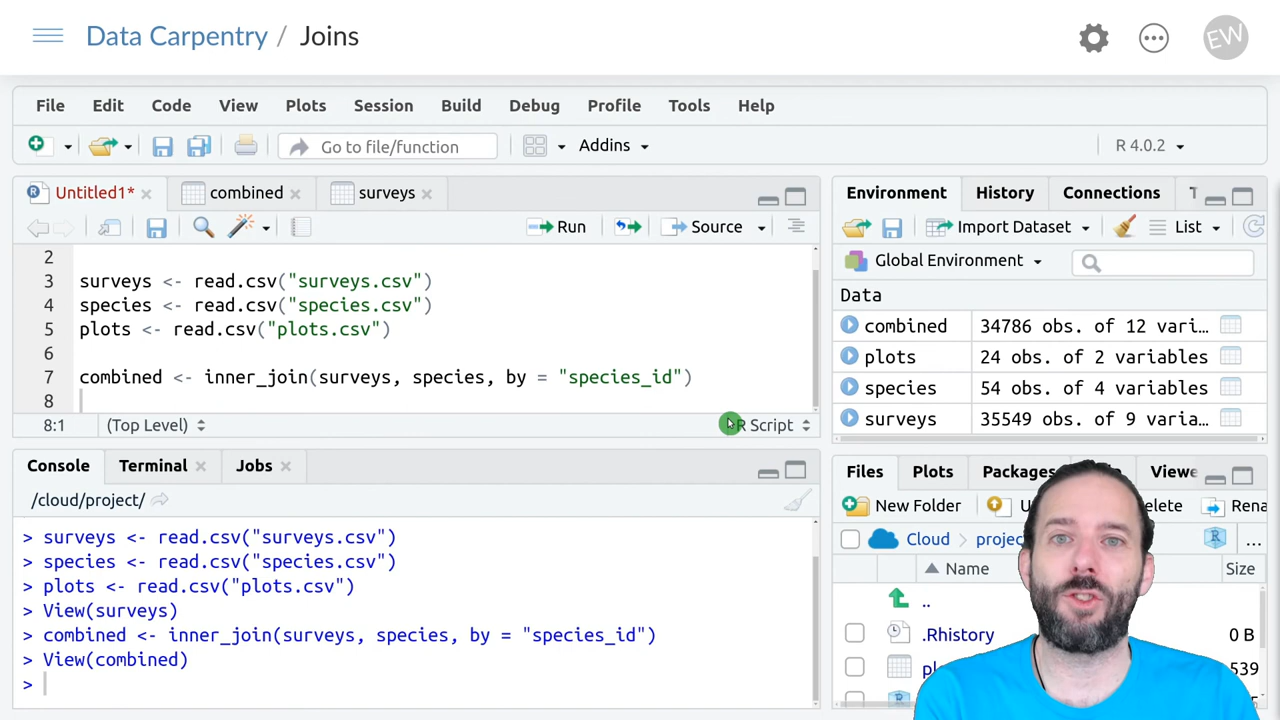 Data Carpentry / Joins
EW
File Edit Code View Plots Session Build Debug Profile Tools Help
Go to file/function
Addins
R 4.0.2
Untitled1*
combined
surveys
Run
Source
2
3 surveys <- read.csv("surveys.csv")
4 species <- read.csv("species.csv")
5 plots <- read.csv("plots.csv")
6
7 combined <- inner_join(surveys, species, by = "species_id")
8
8:1 (Top Level) R Script
Console Terminal Jobs
/cloud/project/
> surveys <- read.csv("surveys.csv")
> species <- read.csv("species.csv")
> plots <- read.csv("plots.csv")
> View(surveys)
> combined <- inner_join(surveys, species, by = "species_id")
> View(combined)
>
Environment History Connections T
Import Dataset List
Global Environment
Data
combined 34786 obs. of 12 vari…
plots 24 obs. of 2 variables
species 54 obs. of 4 variables
surveys 35549 obs. of 9 varia…
Files Plots Packages Viewe
New Folder U elete Rena
Cloud > projec ...
Name Size
..
.Rhistory 0 B
pl 539